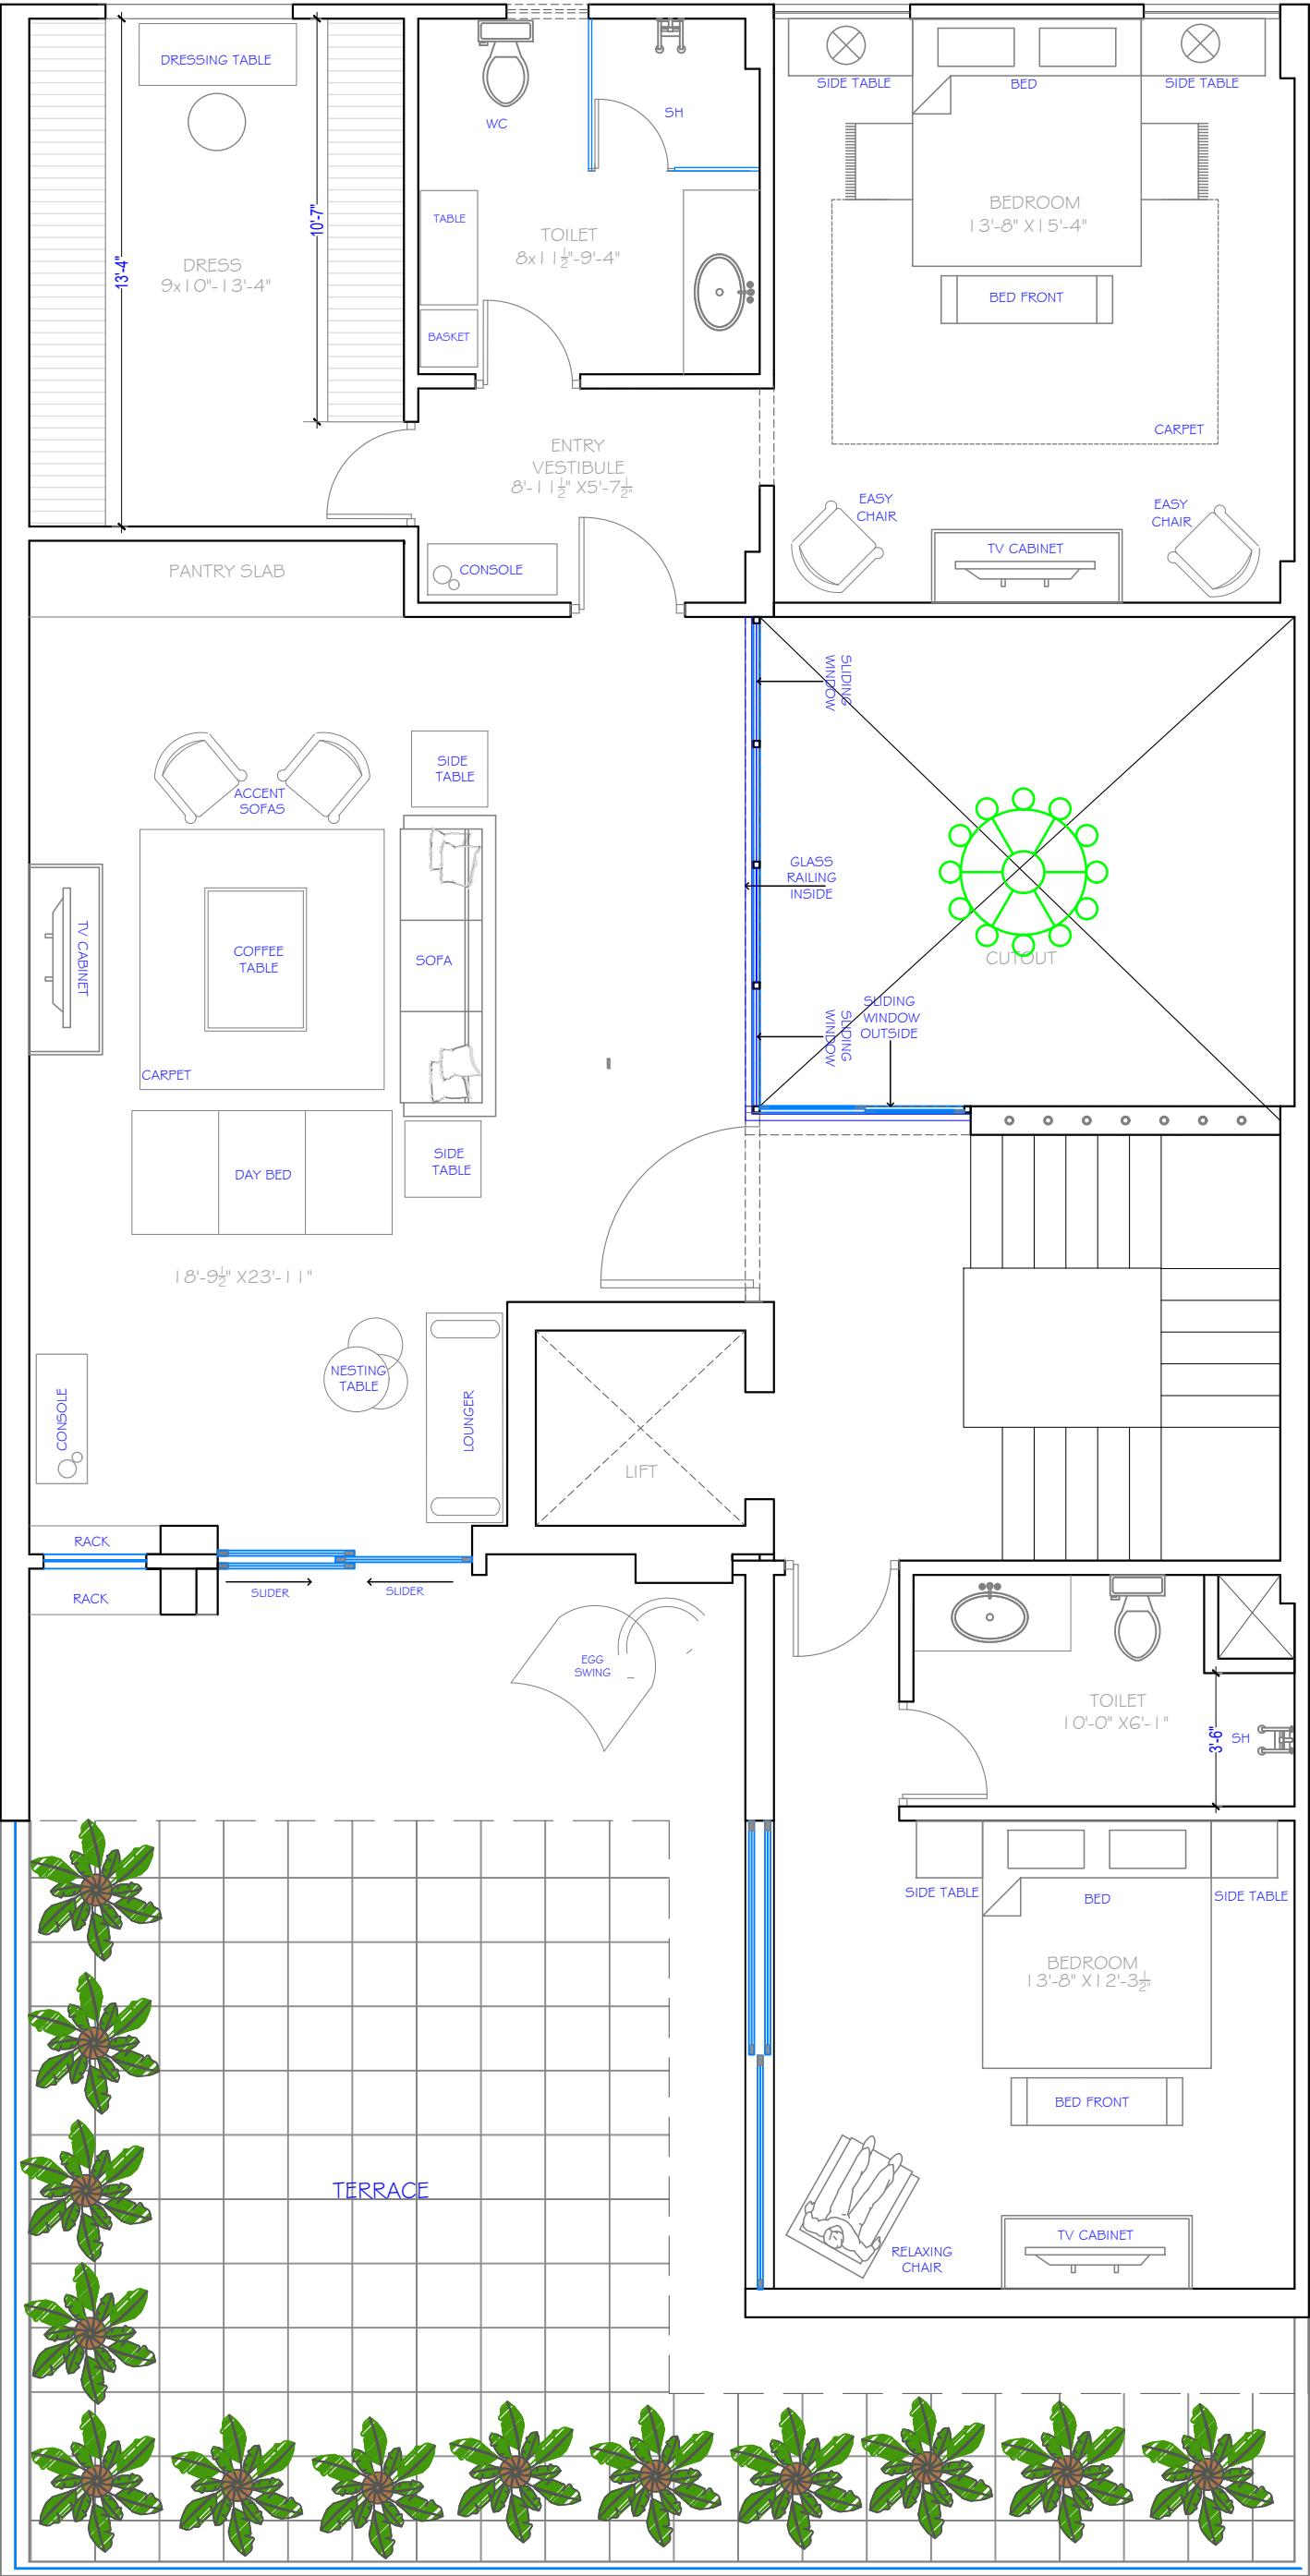 DRESSING TABLE
WC
SH
SIDE TABLE
BED
SIDE TABLE
10'-7"
13'-4"
DRESS
9x10"-13'-4"
TABLE
TOILET
8x11½"-9'-4"
BASKET
BEDROOM
13'-8" X15'-4"
BED FRONT
CARPET
ENTRY
VESTIBULE
8'-11½" X5'-7½"
EASY
CHAIR
EASY
CHAIR
TV CABINET
PANTRY SLAB
CONSOLE
SLIDING
WINDOW
SIDE
TABLE
ACCENT
SOFAS
GLASS
RAILING
INSIDE
TV CABINET
COFFEE
TABLE
SOFA
CUTOUT
SLIDING
WINDOW
SLIDING
WINDOW
OUTSIDE
CARPET
DAY BED
SIDE
TABLE
18'-9½" X23'-11"
NESTING
TABLE
CONSOLE
LOUNGER
LIFT
RACK
RACK
SLIDER
SLIDER
EGG
SWING
TOILET
10'-0" X6'-1"
3'-6"
SH
SIDE TABLE
BED
SIDE TABLE
BEDROOM
13'-8" X12'-3½"
BED FRONT
TERRACE
RELAXING
CHAIR
TV CABINET